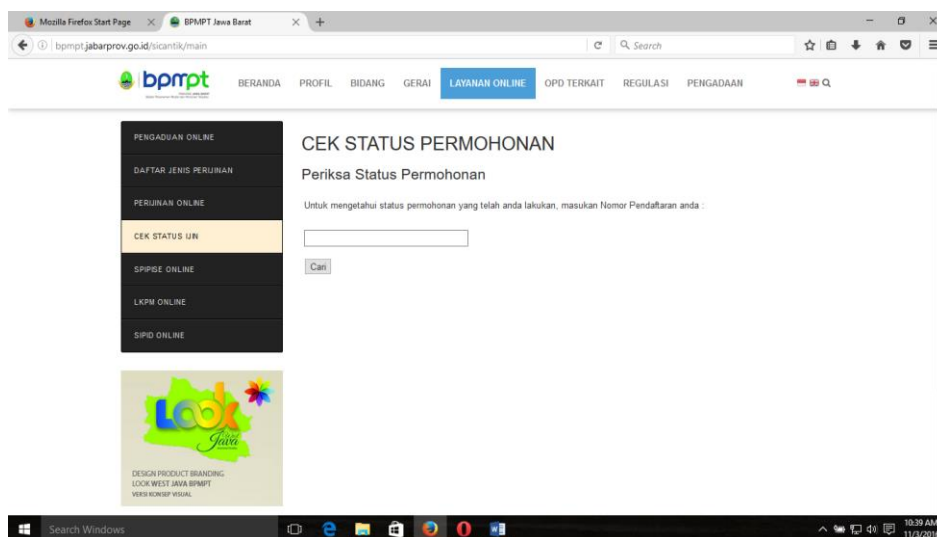 Mozilla Firefox Start Page
BPMPT Jawa Barat
bpmpt.jabarprov.go.id/sicantik/main
Search
bpmpt
BERANDA
PROFIL
BIDANG
GERAI
LAYANAN ONLINE
OPD TERKAIT
REGULASI
PENGADAAN
PENGADUAN ONLINE
DAFTAR JENIS PERIJINAN
PERIJINAN ONLINE
CEK STATUS IJIN
SPIPISE ONLINE
LKPM ONLINE
SIPID ONLINE
CEK STATUS PERMOHONAN
Periksa Status Permohonan
Untuk mengetahui status permohonan yang telah anda lakukan, masukan Nomor Pendaftaran anda :
Cari
Look
Java
DESIGN PRODUCT BRANDING
LOOK WEST JAVA BPMPT
VERSI KONSEP VISUAL
Search Windows
10:39 AM
11/3/2016